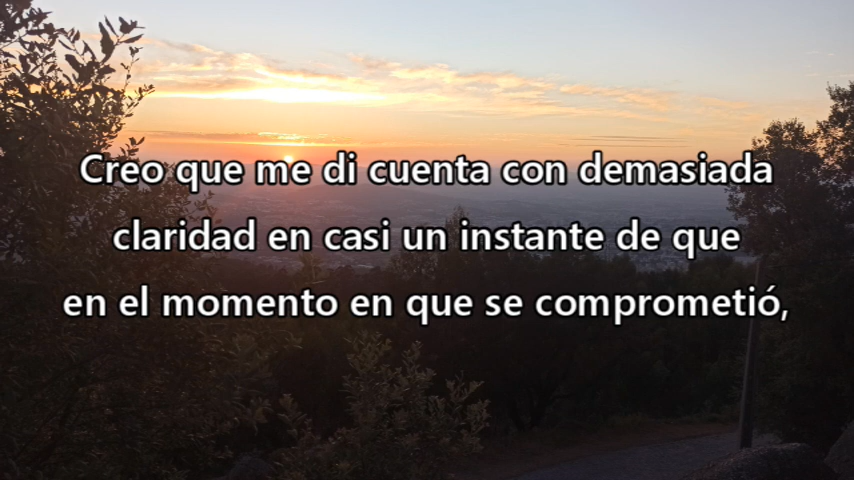 Creo que me di cuenta con demasiada
claridad en casi un instante de que
en el momento en que se comprometió,